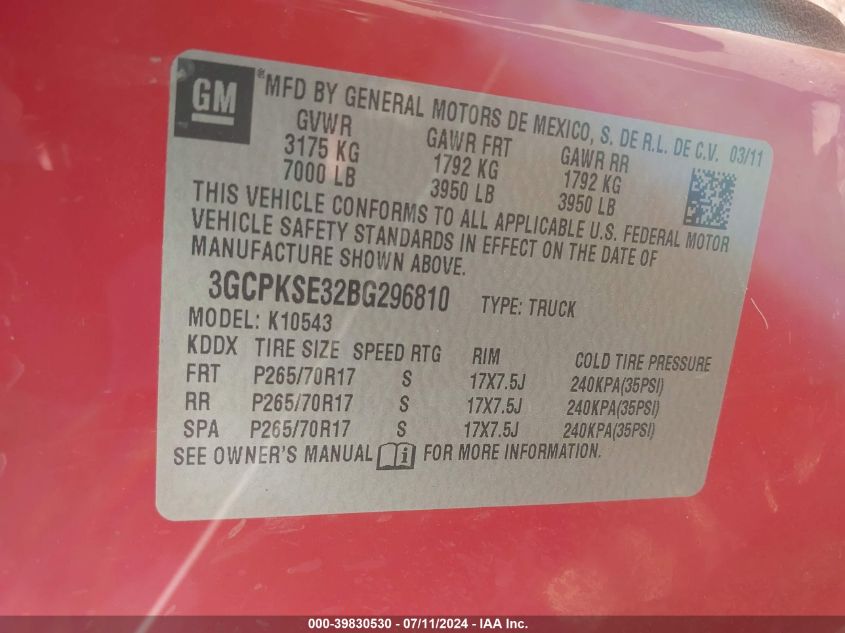 GM ® MFD BY GENERAL MOTORS DE MEXICO, S. DE R.L. DE C.V. 03/11
GVWR GAWR FRT GAWR RR
3175 KG 1792 KG 1792 KG
7000 LB 3950 LB 3950 LB
THIS VEHICLE CONFORMS TO ALL APPLICABLE U.S. FEDERAL MOTOR
VEHICLE SAFETY STANDARDS IN EFFECT ON THE DATE OF
MANUFACTURE SHOWN ABOVE.
3GCPKSE32BG296810 TYPE: TRUCK
MODEL: K10543
KDDX TIRE SIZE SPEED RTG RIM COLD TIRE PRESSURE
FRT P265/70R17 S 17X7.5J 240KPA(35PSI)
RR P265/70R17 S 17X7.5J 240KPA(35PSI)
SPA P265/70R17 S 17X7.5J 240KPA(35PSI)
SEE OWNER'S MANUAL i FOR MORE INFORMATION.
000-39830530 - 07/11/2024 - IAA Inc.